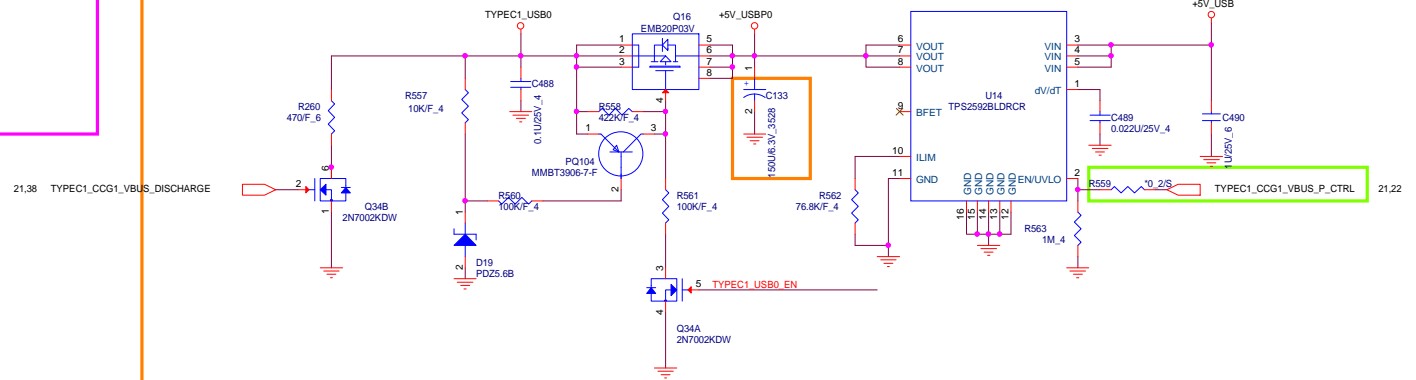 TYPEC1_USB0
Q16
EMB20P03V
+5V_USBP0
+5V_USB
1
2
3
5
6
7
8
4
6
7
8
VOUT
VOUT
VOUT
VIN
VIN
VIN
3
4
5
dV/dT
1
U14
TPS2592BLDRCR
9
BFET
10
ILIM
11
GND
GND
GND
GND
GND
GND
16
15
14
13
12
EN/UVLO
2
R260
470/F_6
R557
10K/F_4
C488
0.1U/25V_4
R558
422K/F_4
1
3
2
PQ104
MMBT3906-7-F
+
1
2
C133
150U/6.3V_3528
C489
0.022U/25V_4
C490
1U/25V_6
21,38
TYPEC1_CCG1_VBUS_DISCHARGE
2
6
1
Q34B
2N7002KDW
R560
100K/F_4
R561
100K/F_4
R562
76.8K/F_4
R559
*0_2/S
TYPEC1_CCG1_VBUS_P_CTRL
21,22
R563
1M_4
1
2
D19
PDZ5.6B
3
5
4
TYPEC1_USB0_EN
Q34A
2N7002KDW